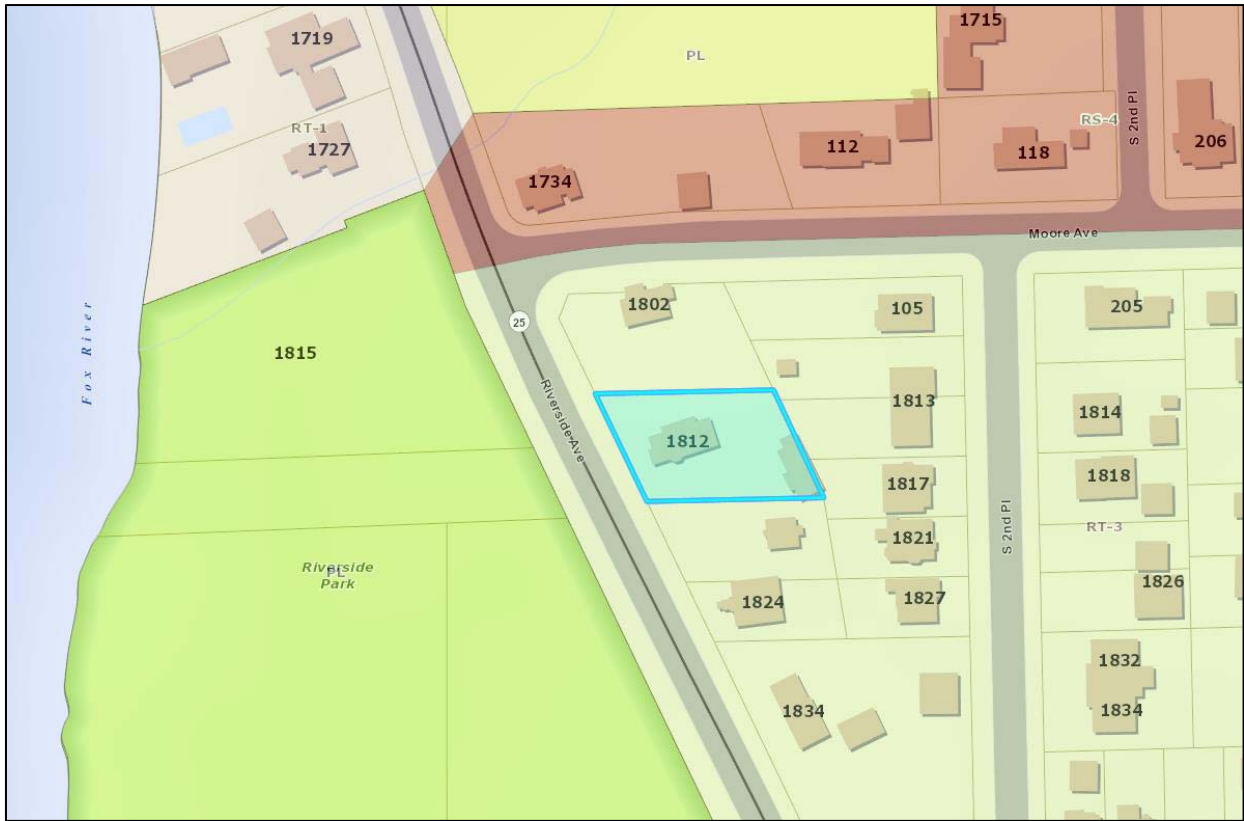 1719
1715
PL
RT-1
1727
RS-4
S 2nd Pl
112
118
206
1734
Moore Ave
1802
105
205
25
Fox River
1815
Riverside Ave
1813
1814
1812
1817
1818
S 2nd Pl
RT-3
1821
Riverside
PL
Park
1824
1827
1826
1832
1834
1834